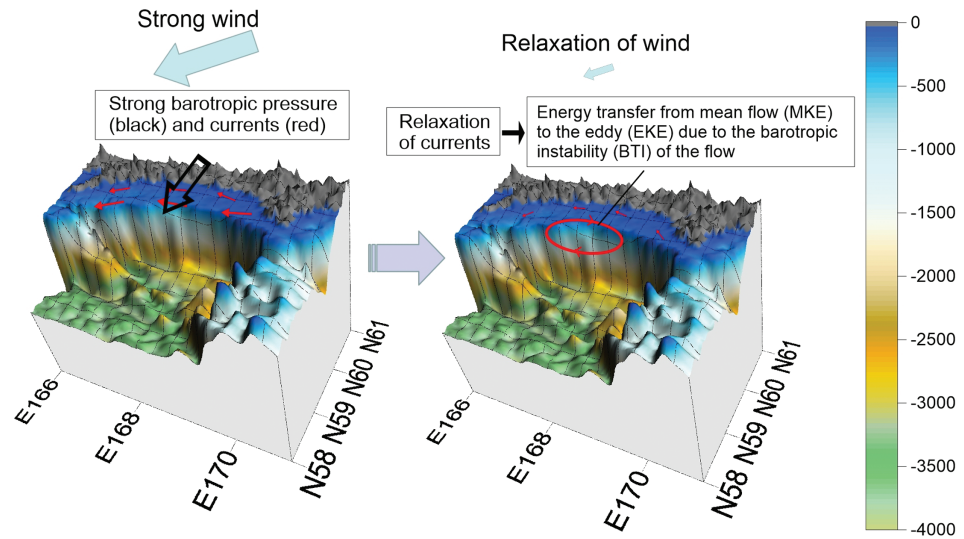 Strong wind
Strong barotropic pressure
(black) and currents (red)
Relaxation of wind
Relaxation
of currents
Energy transfer from mean flow (MKE)
to the eddy (EKE) due to the barotropic
instability (BTI) of the flow
E166
E168
E170
N58
N59
N60
N61
E166
E168
E170
N58
N59
N60
N61
0
-500
-1000
-1500
-2000
-2500
-3000
-3500
-4000